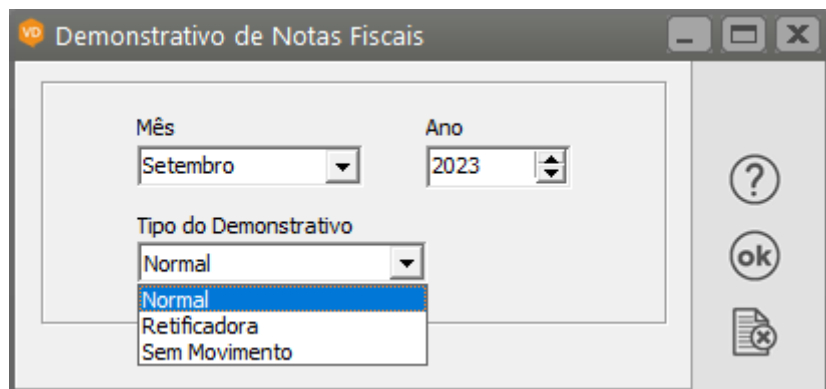 VD Demonstrativo de Notas Fiscais
Mês Ano
Setembro 2023
Tipo do Demonstrativo
Normal
Normal
Retificadora
Sem Movimento
?
ok